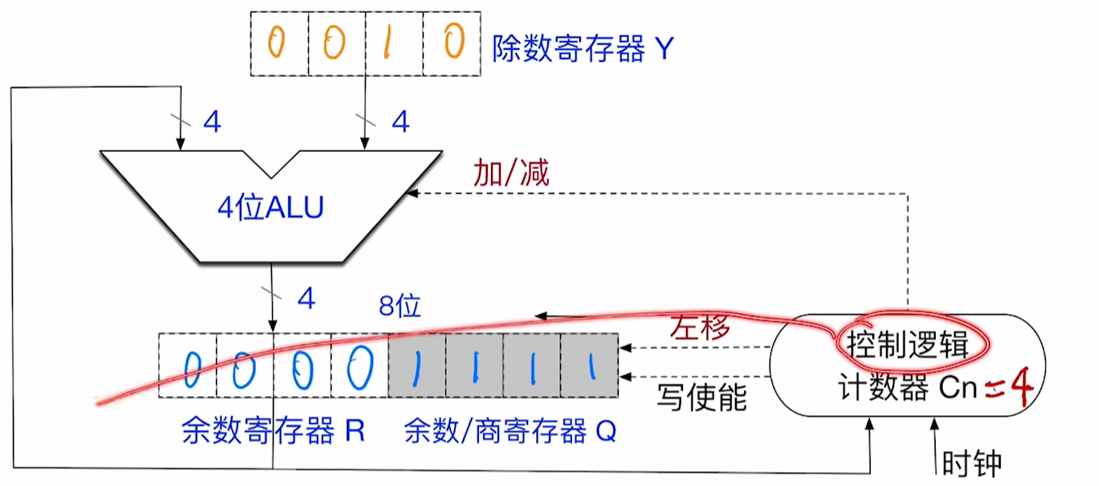 0 0 1 0 除数寄存器 Y
4 4
加/减
4位ALU
4 8位
左移
控制逻辑
0 0 0 0 1 1 1 1
计数器 Cn =4
写使能
余数寄存器 R 余数/商寄存器 Q
时钟